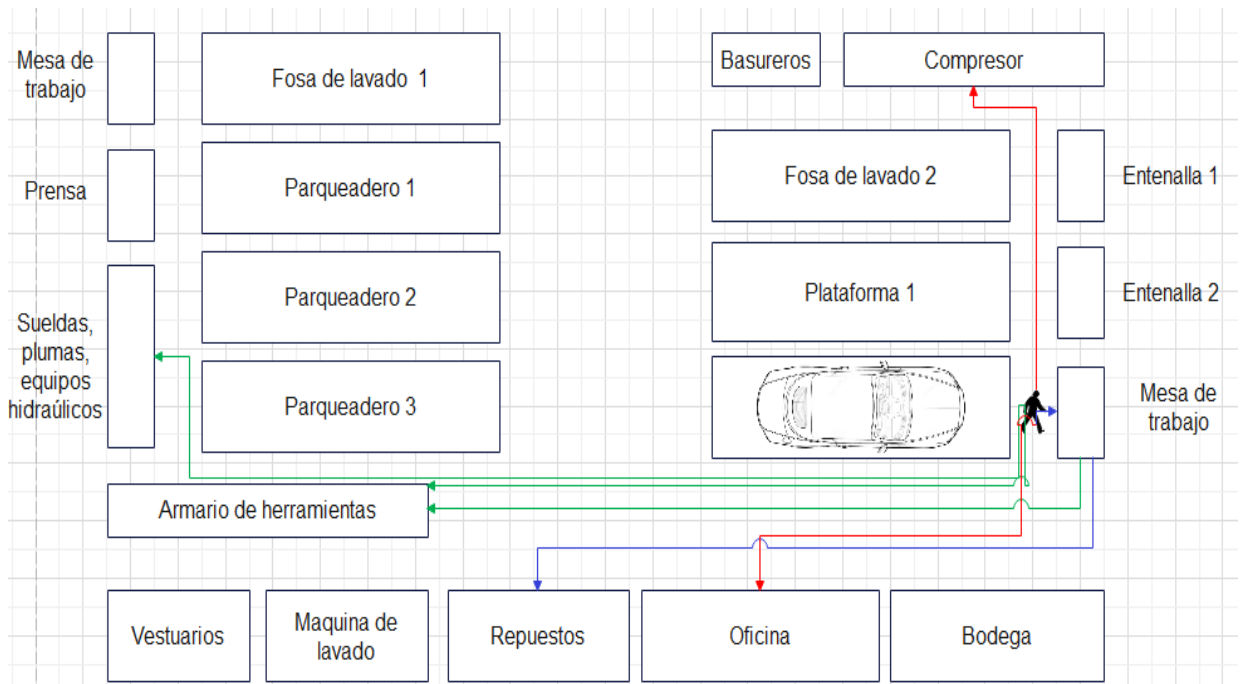 Mesa de
trabajo
Fosa de lavado 1
Basureros
Compresor
Prensa
Parqueadero 1
Fosa de lavado 2
Entenalla 1
Sueldas,
plumas,
equipos
hidraúlicos
Parqueadero 2
Plataforma 1
Entenalla 2
Parqueadero 3
Mesa de
trabajo
Armario de herramientas
Vestuarios
Maquina de
lavado
Repuestos
Oficina
Bodega